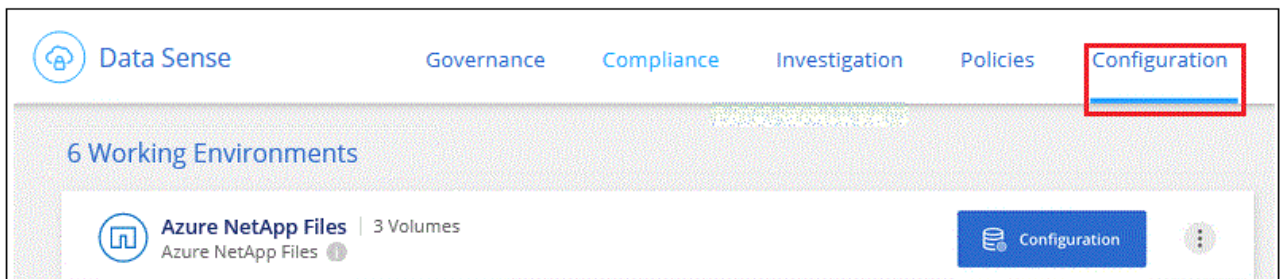 Data Sense Governance Compliance Investigation Policies Configuration
6 Working Environments
Azure NetApp Files | 3 Volumes
Azure NetApp Files
Configuration